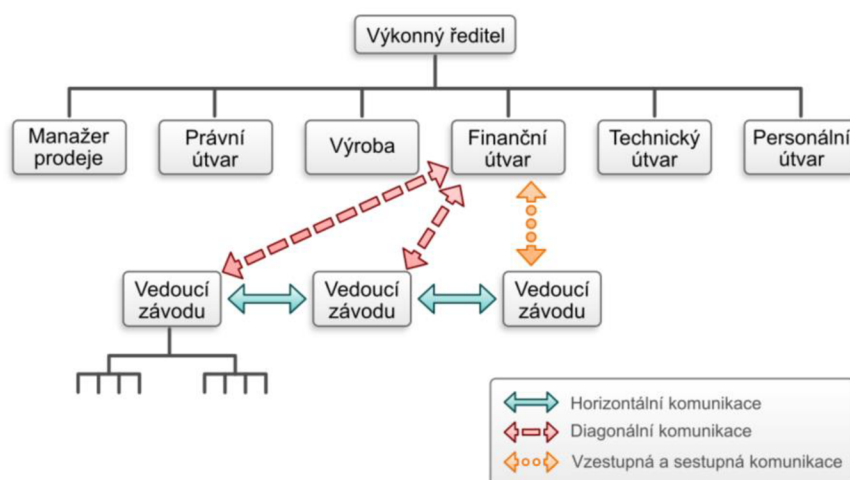 Výkonný ředitel
Manažer
prodeje
Právní
útvar
Výroba
Finanční
útvar
Technický
útvar
Personální
útvar
Vedoucí
závodu
Vedoucí
závodu
Vedoucí
závodu
Horizontální komunikace
Diagonální komunikace
Vzestupná a sestupná komunikace